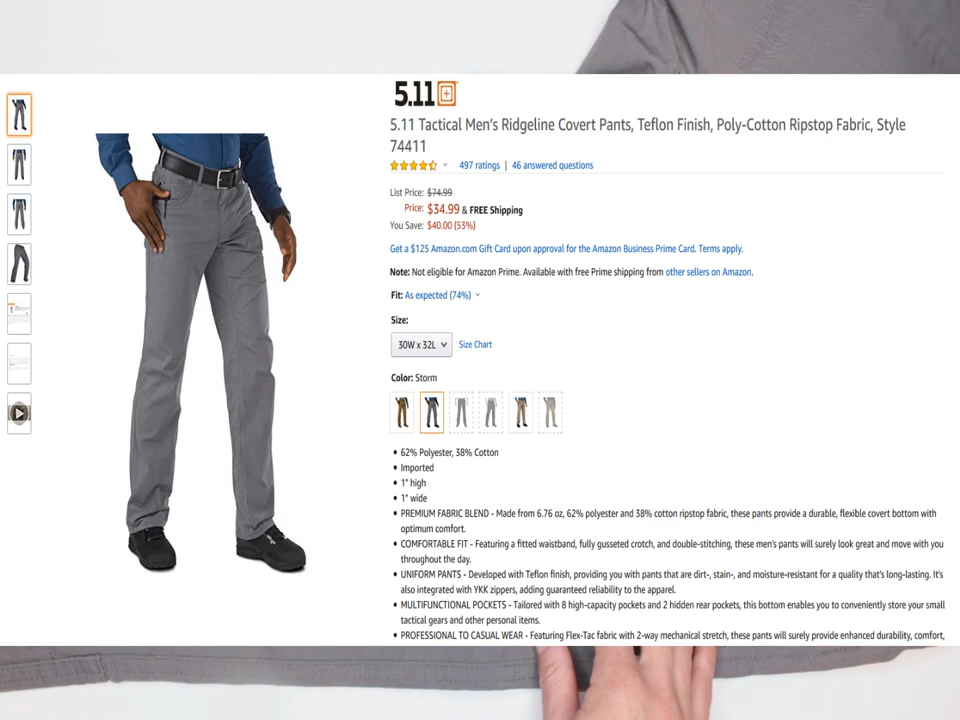 5.11
5.11 Tactical Men's Ridgeline Covert Pants, Teflon Finish, Poly-Cotton Ripstop Fabric, Style
74411
497 ratings | 46 answered questions
List Price: $74.99
Price: $34.99 & FREE Shipping
You Save: $40.00 (53%)
Get a $125 Amazon.com Gift Card upon approval for the Amazon Business Prime Card. Terms apply.
Note: Not eligible for Amazon Prime. Available with free Prime shipping from other sellers on Amazon.
Fit: As expected (74%)
Size:
30W x 32L Size Chart
Color: Storm
• 62% Polyester, 38% Cotton
• Imported
• 1" high
• 1" wide
• PREMIUM FABRIC BLEND - Made from 6.76 oz, 62% polyester and 38% cotton ripstop fabric, these pants provide a durable, flexible covert bottom with
optimum comfort.
• COMFORTABLE FIT - Featuring a fitted waistband, fully gusseted crotch, and double-stitching, these men's pants will surely look great and move with you
throughout the day.
• UNIFORM PANTS - Developed with Teflon finish, providing you with pants that are dirt-, stain-, and moisture-resistant for a quality that's long-lasting. It's
also integrated with YKK zippers, adding guaranteed reliability to the apparel.
• MULTIFUNCTIONAL POCKETS - Tailored with 8 high-capacity pockets and 2 hidden rear pockets, this bottom enables you to conveniently store your small
tactical gears and other personal items.
• PROFESSIONAL TO CASUAL WEAR - Featuring Flex-Tac fabric with 2-way mechanical stretch, these pants will surely provide enhanced durability, comfort,